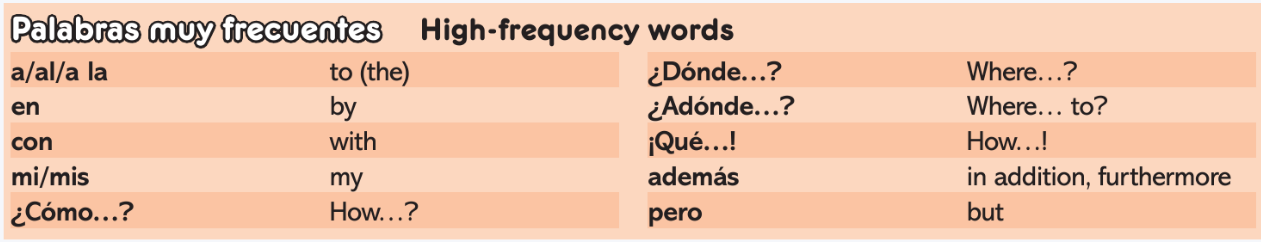 Palabras muy frecuentes High-frequency words
a/al/a la to (the)
en by
con with
mi/mis my
¿Cómo…? How…?
¿Dónde…? Where…?
¿Adónde…? Where… to?
¡Qué…! How…!
además in addition, furthermore
pero but